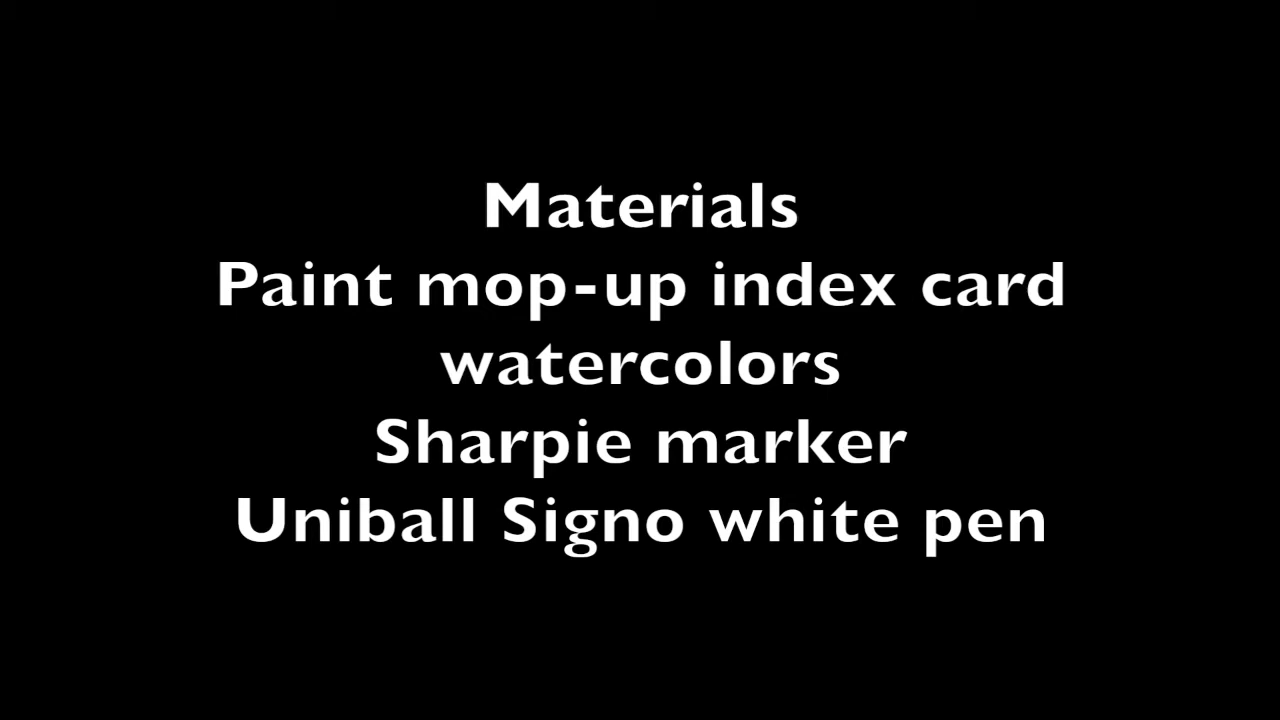 Materials
Paint mop-up index card
watercolors
Sharpie marker
Uniball Signo white pen